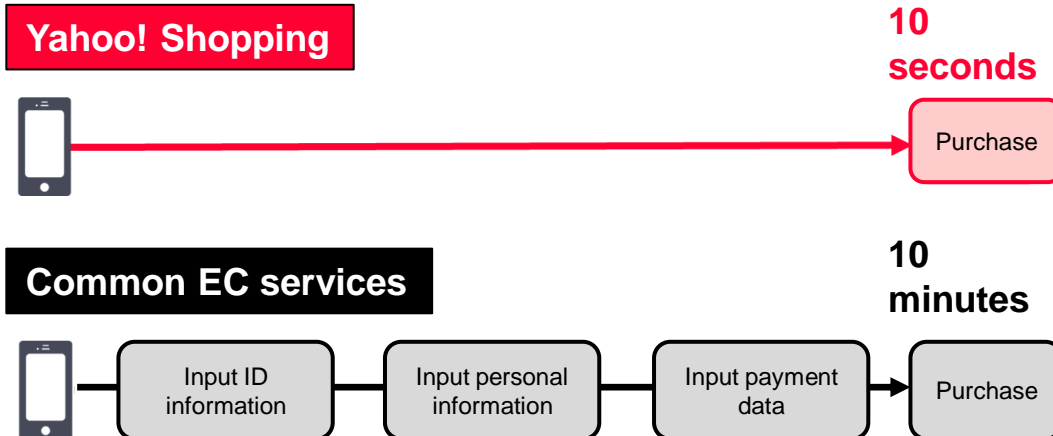 Yahoo! Shopping
10
seconds
Purchase
Common EC services
10
minutes
Input ID
information
Input personal
information
Input payment
data
Purchase